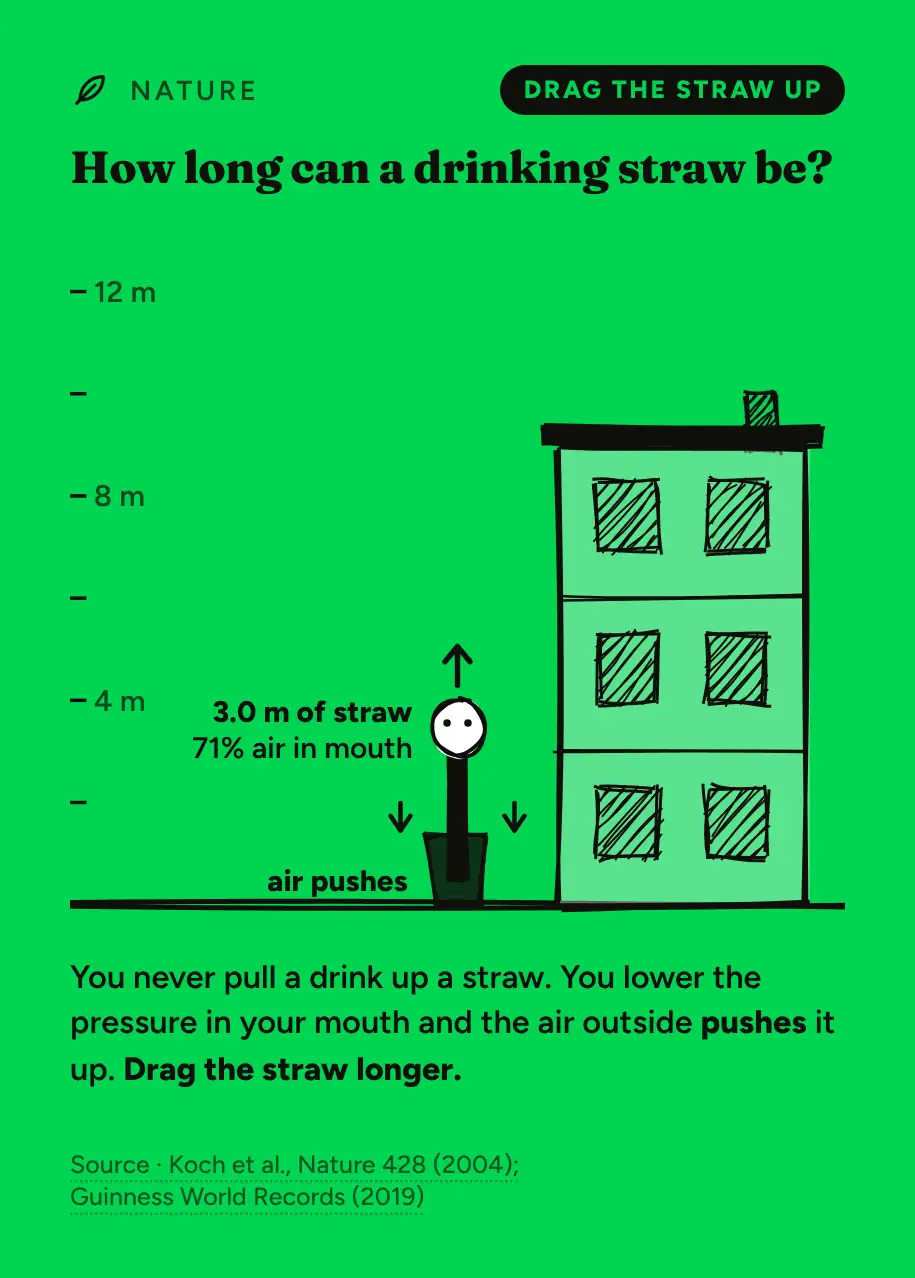 NATURE
DRAG THE STRAW UP
How long can a drinking straw be?
12 m
8 m
4 m
3.0 m of straw
71% air in mouth
air pushes
You never pull a drink up a straw. You lower the
pressure in your mouth and the air outside pushes it
up. Drag the straw longer.
Source · Koch et al., Nature 428 (2004);
Guinness World Records (2019)